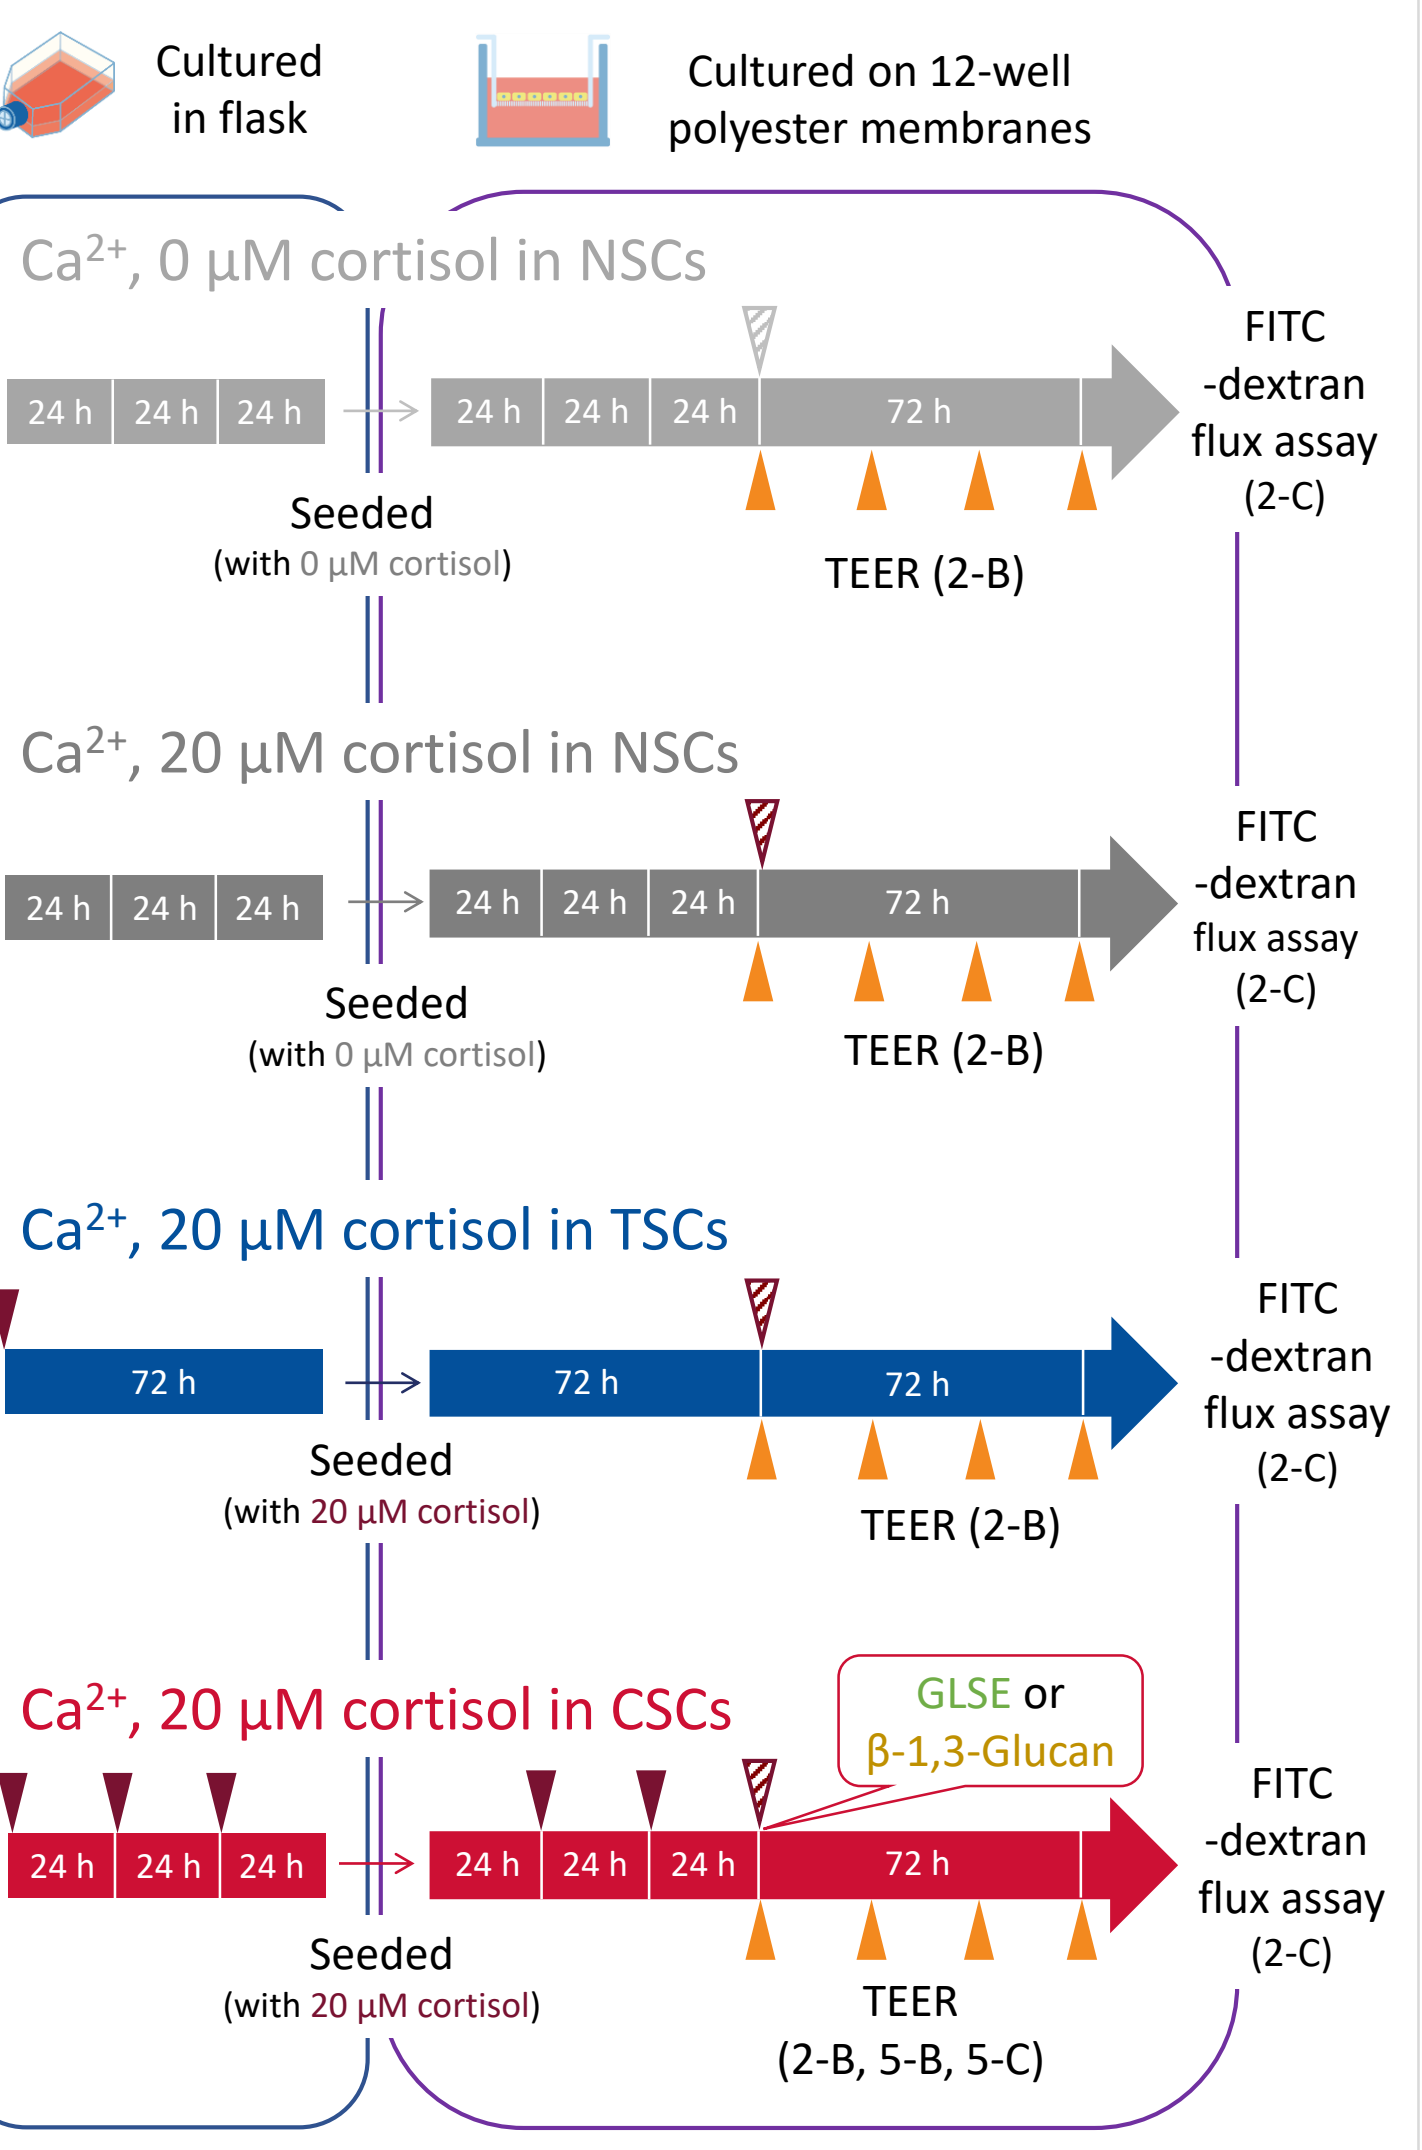 Cultured
in flask
Cultured on 12-well
polyester membranes
Ca²⁺, 0 μM cortisol in NSCs
24 h 24 h 24 h 24 h 24 h 24 h 72 h
FITC
-dextran
flux assay
(2-C)
Seeded
(with 0 μM cortisol)
TEER (2-B)
Ca²⁺, 20 μM cortisol in NSCs
24 h 24 h 24 h 24 h 24 h 24 h 72 h
FITC
-dextran
flux assay
(2-C)
Seeded
(with 0 μM cortisol)
TEER (2-B)
Ca²⁺, 20 μM cortisol in TSCs
72 h 72 h 72 h
FITC
-dextran
flux assay
(2-C)
Seeded
(with 20 μM cortisol)
TEER (2-B)
Ca²⁺, 20 μM cortisol in CSCs
GLSE or
β-1,3-Glucan
24 h 24 h 24 h 24 h 24 h 24 h 72 h
FITC
-dextran
flux assay
(2-C)
Seeded
(with 20 μM cortisol)
TEER
(2-B, 5-B, 5-C)